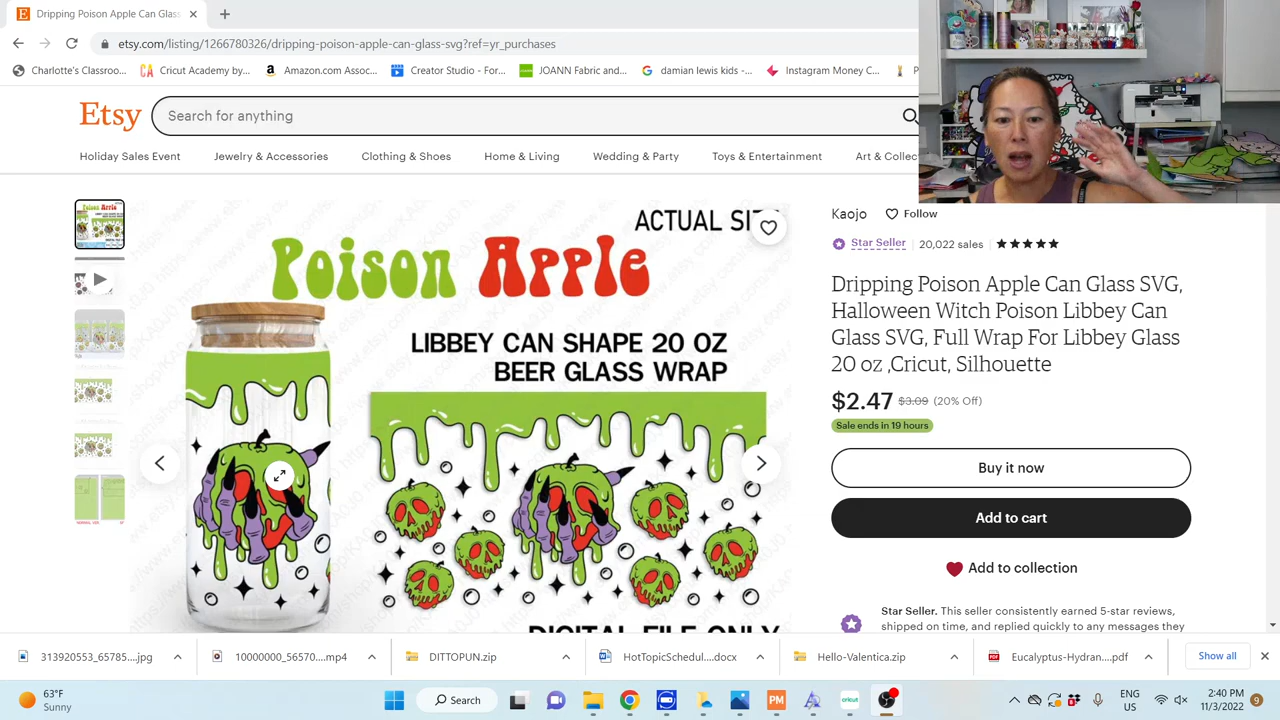 Dripping Poison Apple Can Glass
etsy.com/listing/1266780326/dripping-poison-apple-can-glass-svg?ref=yr_purchases
Charlotte's Classroo...
Cricut Academy by...
Amazon.com Assoc...
Creator Studio - For...
JOANN Fabric and...
damian lewis kids -...
Instagram Money C...
Etsy
Search for anything
Holiday Sales Event
Jewelry & Accessories
Clothing & Shoes
Home & Living
Wedding & Party
Toys & Entertainment
Art & Collec
ACTUAL SIZ
Poison Apple
LIBBEY CAN SHAPE 20 OZ
BEER GLASS WRAP
DIGITAL FILE ONLY
Kaojo
Follow
Star Seller
20,022 sales
Dripping Poison Apple Can Glass SVG,
Halloween Witch Poison Libbey Can
Glass SVG, Full Wrap For Libbey Glass
20 oz ,Cricut, Silhouette
$2.47 $3.09 (20% Off)
Sale ends in 19 hours
Buy it now
Add to cart
Add to collection
Star Seller. This seller consistently earned 5-star reviews,
shipped on time, and replied quickly to any messages they
313920553_65785....jpg
10000000_56570....mp4
DITTOPUN.zip
HotTopicSchedul....docx
Hello-Valentica.zip
Eucalyptus-Hydran....pdf
Show all
63°F
Sunny
Search
PM
cricut
ENG
US
2:40 PM
11/3/2022
9